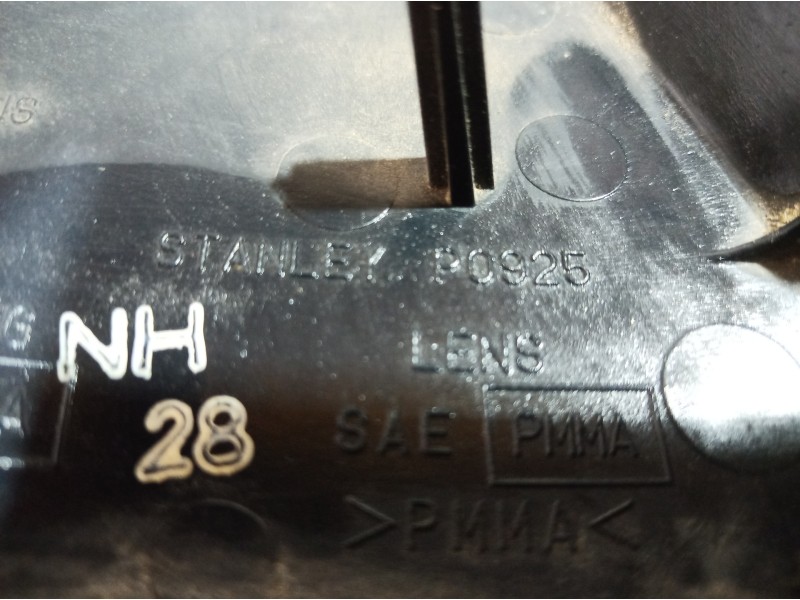 STANLEY P0925
NH LENS
28 SAE PMMA
>PMMA<